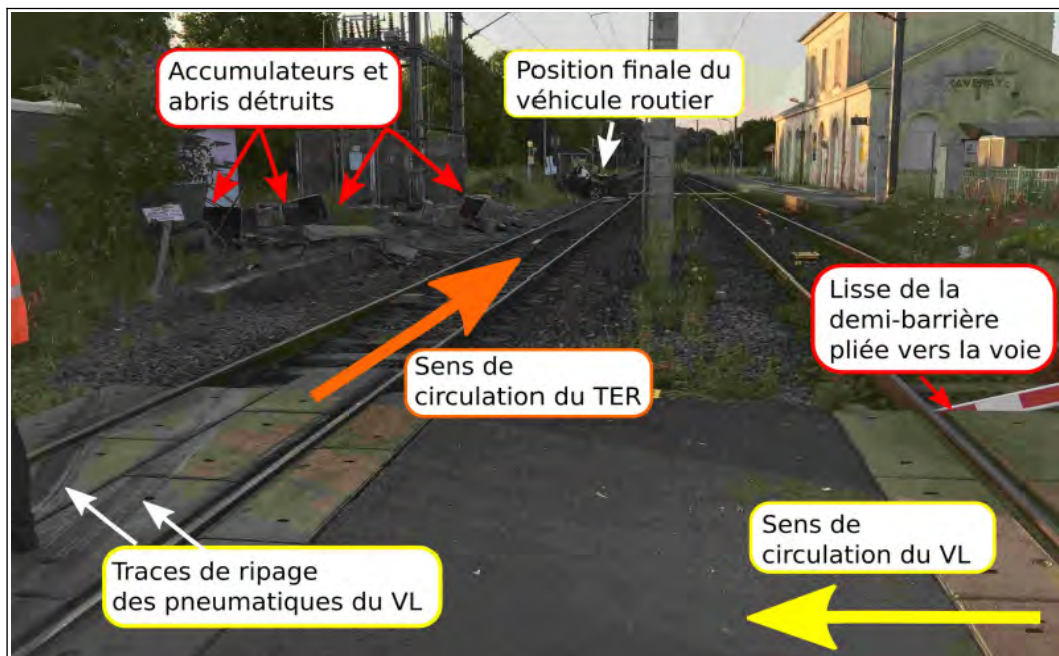 Accumulateurs et
abris détruits
Position finale du
véhicule routier
AVERAY
Lisse de la
demi-barrière
pliée vers la voie
Sens de
circulation du TER
Sens de
circulation du VL
Traces de ripage
des pneumatiques du VL